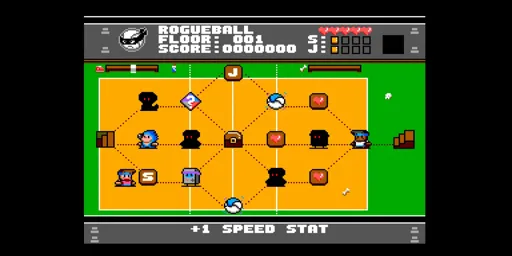 ROGUEBALL
FLOOR: 001 S:
SCORE:0000000 J:
J
?
S
+1 SPEED STAT